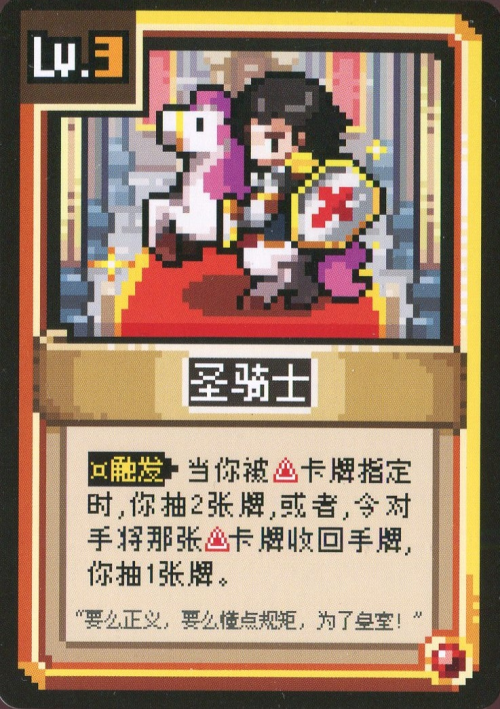 Lv.3
圣骑士
触发 当你被卡牌指定
时,你抽2张牌,或者,令对
手将那张卡牌收回手牌,
你抽1张牌。
“要么正义，要么懂点规矩，为了皇室！”